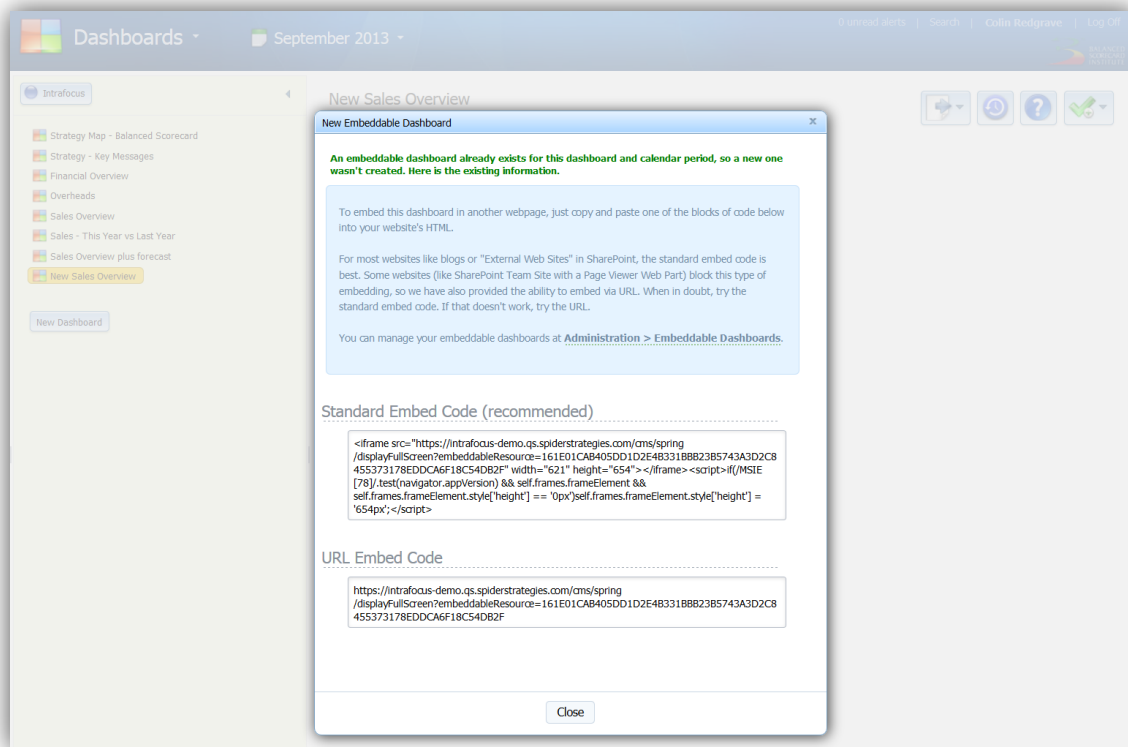 Dashboards
September 2013
0 unread alerts | Search | Colin Redgrave | Log Off
BALANCED
SCORECARD
INSTITUTE
Intrafocus
Strategy Map - Balanced Scorecard
Strategy - Key Messages
Financial Overview
Overheads
Sales Overview
Sales - This Year vs Last Year
Sales Overview plus forecast
New Sales Overview
New Dashboard
New Sales Overview
New Embeddable Dashboard
x
An embeddable dashboard already exists for this dashboard and calendar period, so a new one
wasn't created. Here is the existing information.
To embed this dashboard in another webpage, just copy and paste one of the blocks of code below
into your website's HTML.
For most websites like blogs or "External Web Sites" in SharePoint, the standard embed code is
best. Some websites (like SharePoint Team Site with a Page Viewer Web Part) block this type of
embedding, so we have also provided the ability to embed via URL. When in doubt, try the
standard embed code. If that doesn't work, try the URL.
You can manage your embeddable dashboards at Administration > Embeddable Dashboards.
Standard Embed Code (recommended)
<iframe src="https://intrafocus-demo.qs.spiderstrategies.com/cms/spring
/displayFullScreen?embeddableResource=161E01CAB405DD1D2E4B331BBB23B5743A3D2C8
455373178EDDCA6F18C54DB2F" width="621" height="654"></iframe><script>if(/MSIE
[78]/.test(navigator.appVersion) && self.frames.frameElement &&
self.frames.frameElement.style['height'] == '0px')self.frames.frameElement.style['height'] =
'654px';</script>
URL Embed Code
https://intrafocus-demo.qs.spiderstrategies.com/cms/spring
/displayFullScreen?embeddableResource=161E01CAB405DD1D2E4B331BBB23B5743A3D2C8
455373178EDDCA6F18C54DB2F
Close